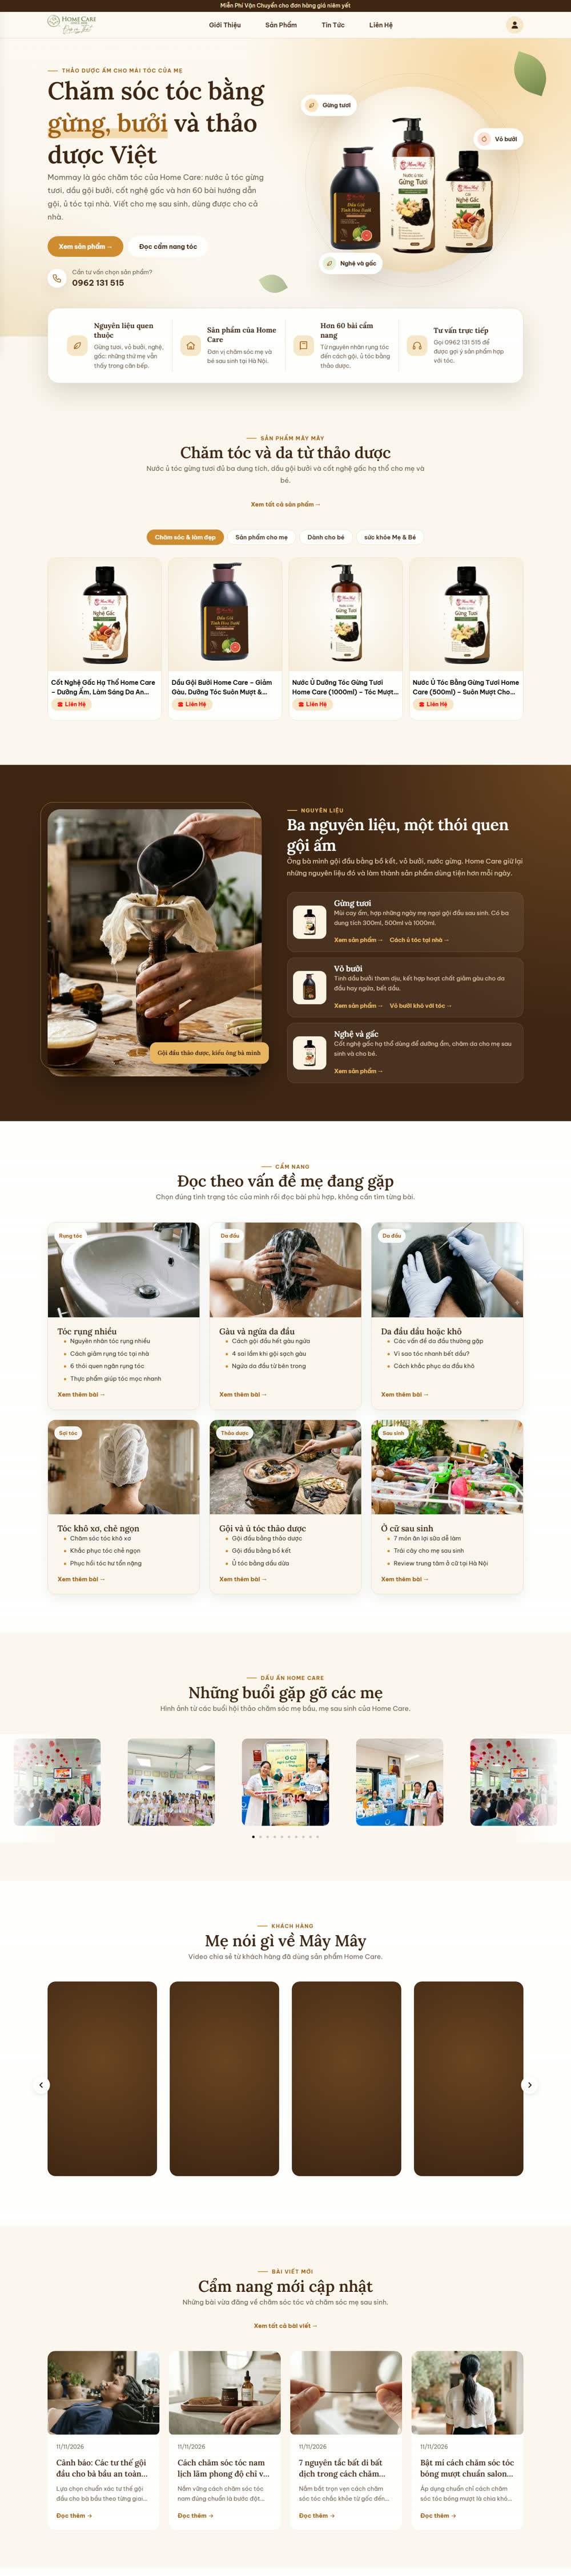 Miễn Phí Vận Chuyển cho đơn hàng giá niêm yết
HOME CARE
Giới Thiệu
Sản Phẩm
Tin Tức
Liên Hệ
THẢO DƯỢC ẤM CHO MÁI TÓC CỦA MẸ
Chăm sóc tóc bằng
gừng, bưởi và thảo
dược Việt
Mommay là góc chăm tóc của Home Care: nước ủ tóc gừng
tươi, dầu gội bưởi, cốt nghệ gấc và hơn 60 bài hướng dẫn
gội, ủ tóc tại nhà. Viết cho mẹ sau sinh, dùng được cho cả
nhà.
Xem sản phẩm →
Đọc cẩm nang tóc
Cần tư vấn chọn sản phẩm?
0962 131 515
Gừng tươi
Vỏ bưởi
Nghệ và gấc
Nguyên liệu quen
thuộc
Gừng tươi, vỏ bưởi, nghệ,
gấc; những thứ mẹ vẫn
thấy trong căn bếp.
Sản phẩm của Home
Care
Đơn vị chăm sóc mẹ và
bé sau sinh tại Hà Nội.
Hơn 60 bài cẩm
nang
Từ nguyên nhân rụng tóc
đến cách gội, ủ tóc bằng
thảo dược.
Tư vấn trực tiếp
Gọi 0962 131 515 để
được gợi ý sản phẩm hợp
với tóc.
SẢN PHẨM MÂY MÂY
Chăm tóc và da từ thảo dược
Nước ủ tóc gừng tươi đủ ba dung tích, dầu gội bưởi và cốt nghệ gấc hạ thổ cho mẹ và
bé.
Xem tất cả sản phẩm →
Chăm sóc & làm đẹp
Sản phẩm cho mẹ
Dành cho bé
sức khỏe Mẹ & Bé
Cốt Nghệ Gấc Hạ Thổ Home Care
– Dưỡng Ẩm, Làm Sáng Da An...
Liên Hệ
Dầu Gội Bưởi Home Care – Giảm
Gàu, Dưỡng Tóc Suôn Mượt &...
Liên Hệ
Nước Ủ Dưỡng Tóc Gừng Tươi
Home Care (1000ml) – Tóc Mượt...
Liên Hệ
Nước Ủ Tóc Bằng Gừng Tươi Home
Care (500ml) – Suôn Mượt Cho...
Liên Hệ
NGUYÊN LIỆU
Ba nguyên liệu, một thói quen
gội ấm
Ông bà mình gội đầu bằng bồ kết, vỏ bưởi, nước gừng. Home Care giữ lại
những nguyên liệu đó và làm thành sản phẩm dùng tiện hơn mỗi ngày.
Gừng tươi
Mùi cay ấm, hợp những ngày mẹ ngại gội đầu sau sinh. Có ba
dung tích 300ml, 500ml và 1000ml.
Xem sản phẩm →
Cách ủ tóc tại nhà →
Vỏ bưởi
Tinh dầu bưởi thơm dịu, kết hợp hoạt chất giảm gàu cho da
đầu hay ngứa, bết dầu.
Xem sản phẩm →
Vỏ bưởi khô với tóc →
Nghệ và gấc
Cốt nghệ gấc hạ thổ dùng để dưỡng ẩm, chăm da cho mẹ sau
sinh và cho bé.
Xem sản phẩm →
Gội đầu thảo dược, kiểu ông bà mình
CẨM NANG
Đọc theo vấn đề mẹ đang gặp
Chọn đúng tình trạng tóc của mình rồi đọc bài phù hợp, không cần tìm từng bài.
Rụng tóc
Tóc rụng nhiều
Nguyên nhân tóc rụng nhiều
Cách giảm rụng tóc tại nhà
6 thói quen ngăn rụng tóc
Thực phẩm giúp tóc mọc nhanh
Xem thêm bài →
Da đầu
Gàu và ngứa da đầu
Cách gội đầu hết gàu ngứa
4 sai lầm khi gội sạch gàu
Ngứa da đầu từ bên trong
Xem thêm bài →
Da đầu
Da đầu dầu hoặc khô
Các vấn đề da đầu thường gặp
Vì sao tóc nhanh bết dầu?
Cách khắc phục da đầu khô
Xem thêm bài →
Sợi tóc
Tóc khô xơ, chẻ ngọn
Chăm sóc tóc khô xơ
Khắc phục tóc chẻ ngọn
Phục hồi tóc hư tổn nặng
Xem thêm bài →
Thảo dược
Gội và ủ tóc thảo dược
Gội đầu bằng thảo dược
Gội đầu bằng bồ kết
Ủ tóc bằng dầu dừa
Xem thêm bài →
Sau sinh
Ở cữ sau sinh
7 món ăn lợi sữa dễ làm
Trái cây cho mẹ sau sinh
Review trung tâm ở cữ tại Hà Nội
Xem thêm bài →
DẤU ẤN HOME CARE
Những buổi gặp gỡ các mẹ
Hình ảnh từ các buổi hội thảo chăm sóc mẹ bầu, mẹ sau sinh của Home Care.
KHÁCH HÀNG
Mẹ nói gì về Mây Mây
Video chia sẻ từ khách hàng đã dùng sản phẩm Home Care.
BÀI VIẾT MỚI
Cẩm nang mới cập nhật
Những bài vừa đăng về chăm sóc tóc và chăm sóc mẹ sau sinh.
Xem tất cả bài viết →
11/11/2026
Cảnh báo: Các tư thế gội
đầu cho bà bầu an toàn...
Lựa chọn chuẩn xác tư thế gội
đầu cho bà bầu theo từng giai...
Đọc thêm →
11/11/2026
Cách chăm sóc tóc nam
lịch lãm phong độ chỉ v...
Nắm vững cách chăm sóc tóc
nam đúng chuẩn là bước đột...
Đọc thêm →
11/11/2026
7 nguyên tắc bất di bất
dịch trong cách chăm...
Nắm bắt trọn vẹn cách chăm
sóc tóc chắc khỏe từ gốc đến...
Đọc thêm →
11/11/2026
Bật mí cách chăm sóc tóc
bóng mượt chuẩn salon...
Áp dụng chuẩn chỉ cách chăm
sóc tóc bóng mượt là chìa khó...
Đọc thêm →